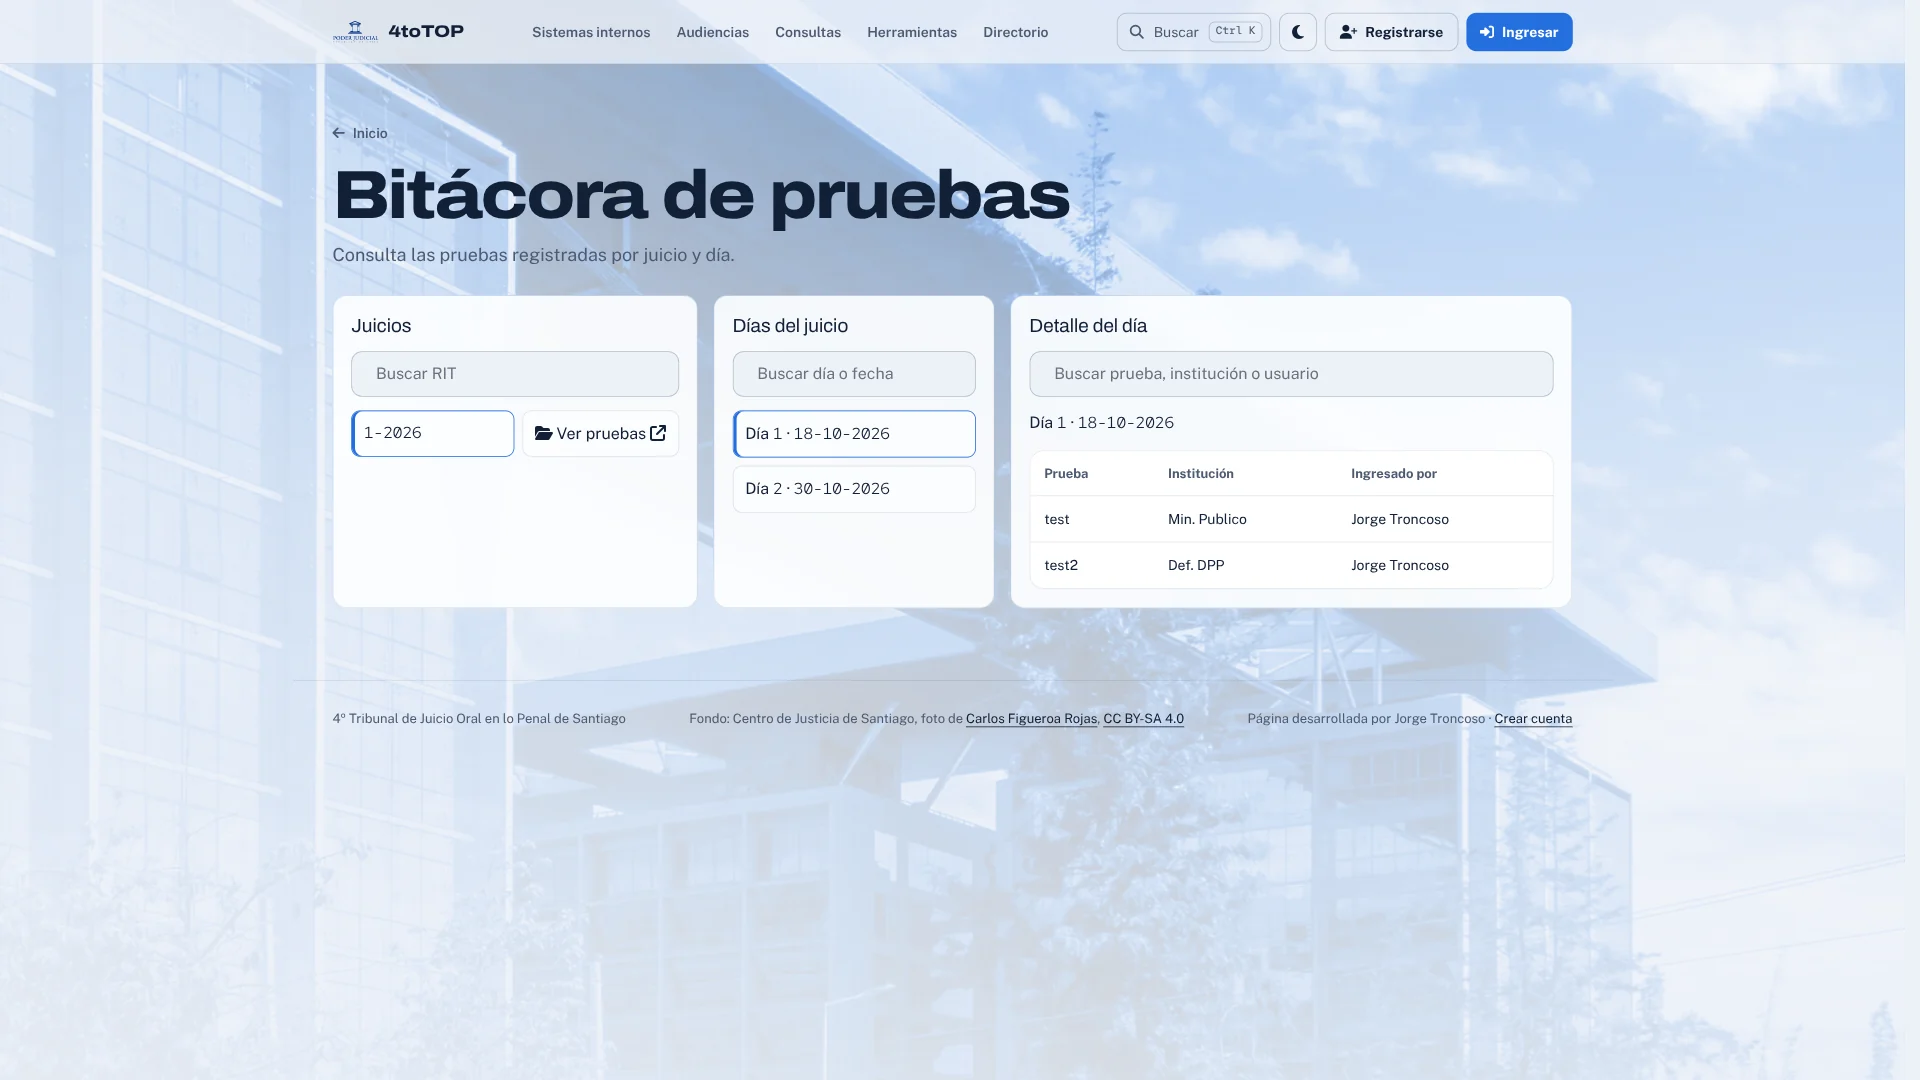 PODER JUDICIAL
4toTOP
Sistemas internos
Audiencias
Consultas
Herramientas
Directorio
Buscar Ctrl K
Registrarse
Ingresar
Inicio
Bitácora de pruebas
Consulta las pruebas registradas por juicio y día.
Juicios
Buscar RIT
1-2026
Ver pruebas
Días del juicio
Buscar día o fecha
Día 1 · 18-10-2026
Día 2 · 30-10-2026
Detalle del día
Buscar prueba, institución o usuario
Día 1 · 18-10-2026
Prueba Institución Ingresado por
test Min. Publico Jorge Troncoso
test2 Def. DPP Jorge Troncoso
4º Tribunal de Juicio Oral en lo Penal de Santiago
Fondo: Centro de Justicia de Santiago, foto de Carlos Figueroa Rojas, CC BY-SA 4.0
Página desarrollada por Jorge Troncoso · Crear cuenta